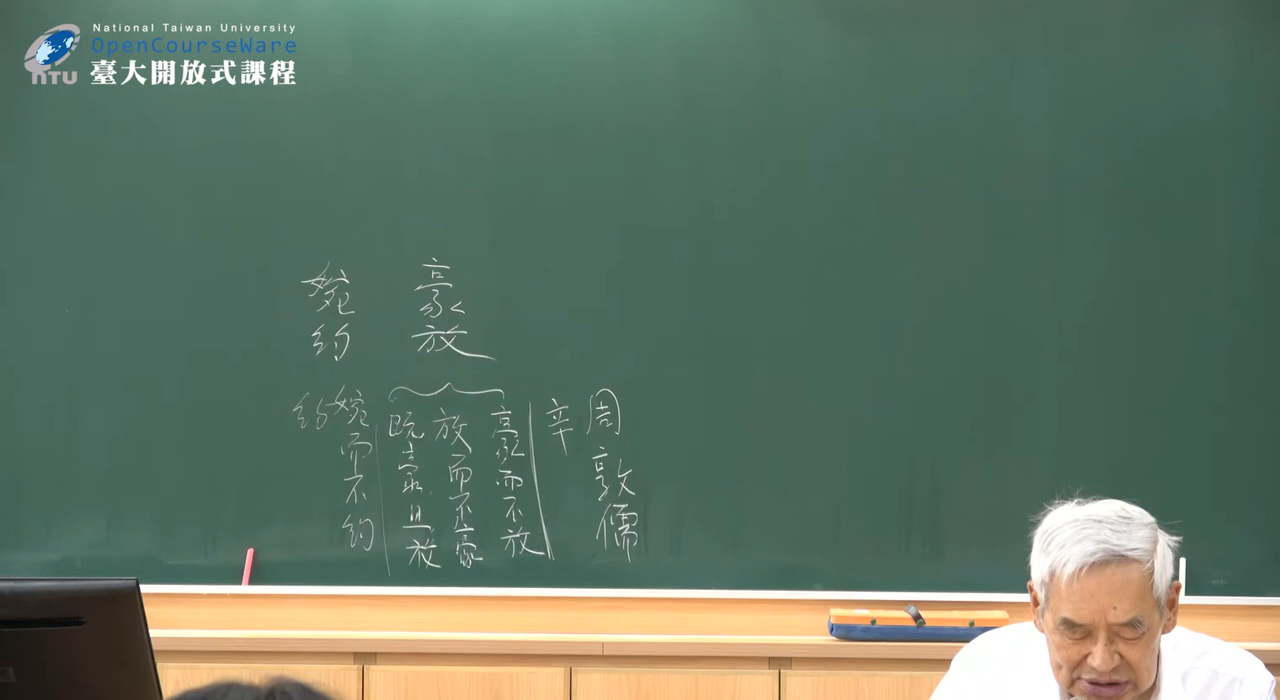 National Taiwan University
OpenCourseWare
NTU
臺大開放式課程
豪放
婉約
周敦儒
辛
豪而不放
放而不豪
既豪且放
婉而不約
約